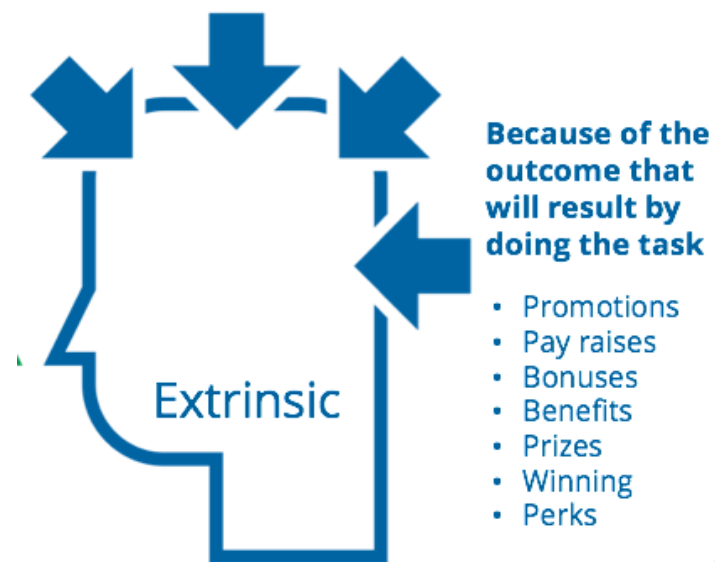 Because of the
outcome that
will result by
doing the task
• Promotions
• Pay raises
• Bonuses
• Benefits
• Prizes
• Winning
• Perks
Extrinsic